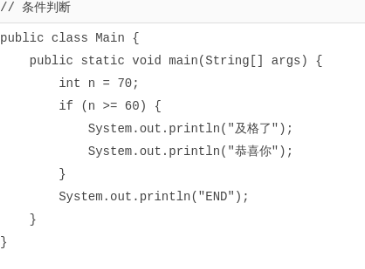 // 条件判断
public class Main {
    public static void main(String[] args) {
        int n = 70;
        if (n >= 60) {
            System.out.println("及格了");
            System.out.println("恭喜你");
        }
        System.out.println("END");
    }
}